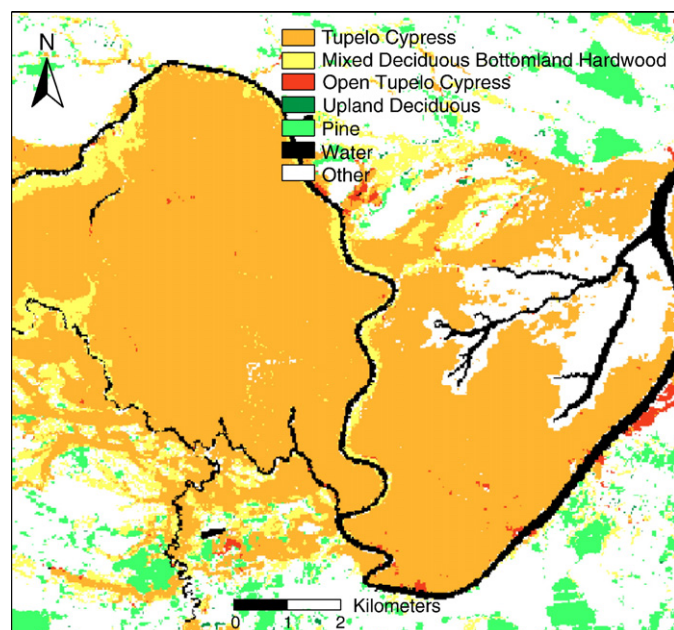 N
Tupelo Cypress
Mixed Deciduous Bottomland Hardwood
Open Tupelo Cypress
Upland Deciduous
Pine
Water
Other
Kilometers
0 1 2